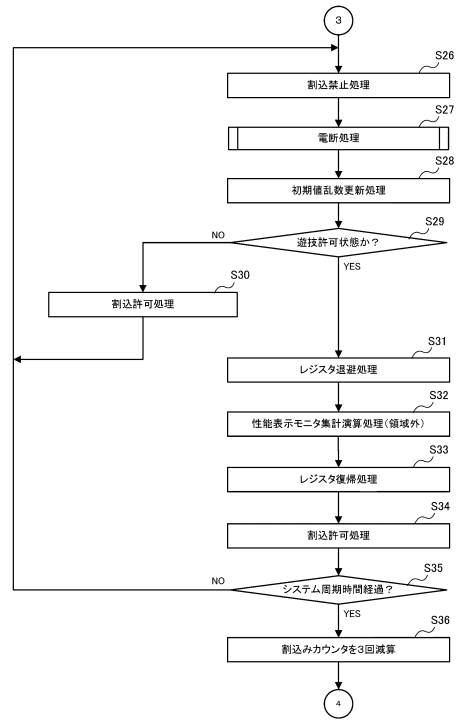 3
S26
割込禁止処理
S27
電断処理
S28
初期値乱数更新処理
S29
遊技許可状態か？
NO
YES
S30
割込許可処理
S31
レジスタ退避処理
S32
性能表示モニタ集計演算処理（領域外）
S33
レジスタ復帰処理
S34
割込許可処理
S35
システム周期時間経過？
NO
YES
S36
割込みカウンタを３回減算
4